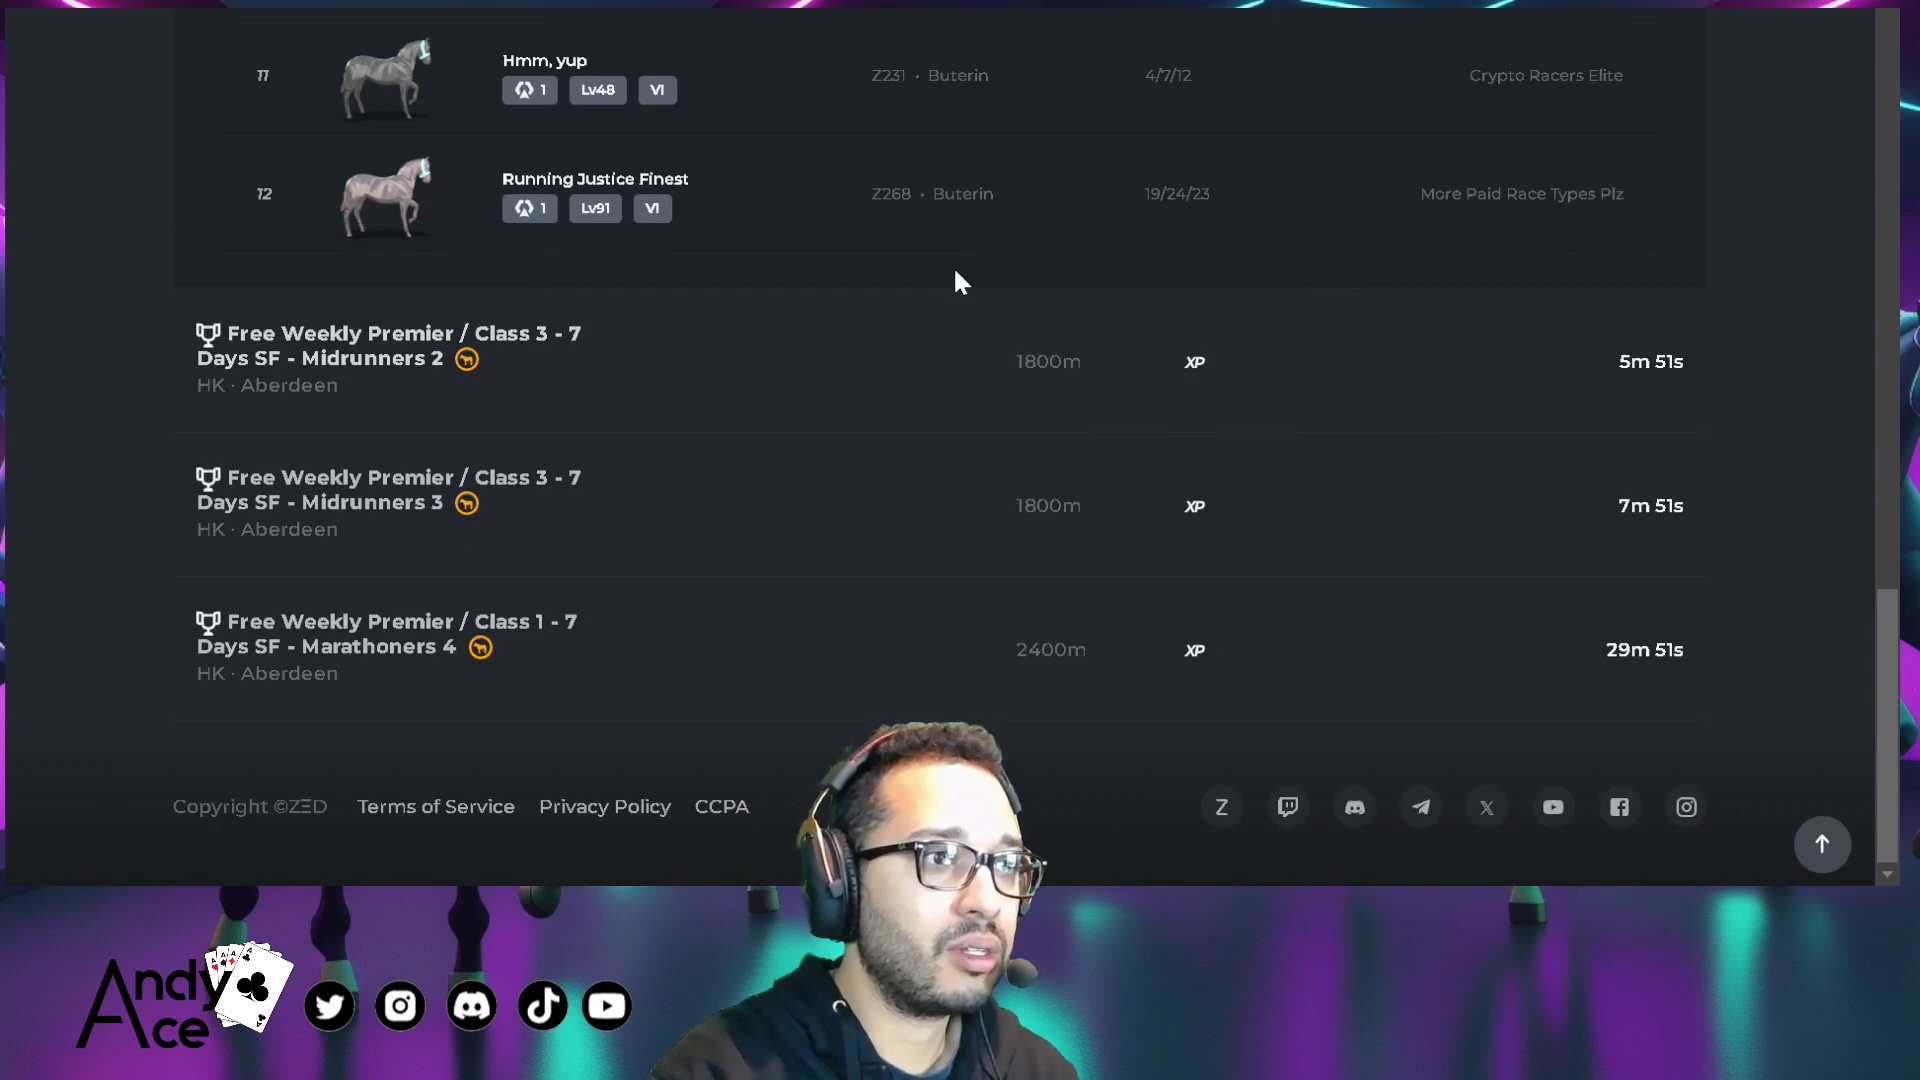 11
Hmm, yup
1 Lv48 VI
Z231 • Buterin
4/7/12
Crypto Racers Elite
12
Running Justice Finest
1 Lv91 VI
Z268 • Buterin
19/24/23
More Paid Race Types Plz
Free Weekly Premier / Class 3 - 7
Days SF - Midrunners 2
HK · Aberdeen
1800m
XP
5m 51s
Free Weekly Premier / Class 3 - 7
Days SF - Midrunners 3
HK · Aberdeen
1800m
XP
7m 51s
Free Weekly Premier / Class 1 - 7
Days SF - Marathoners 4
HK · Aberdeen
2400m
XP
29m 51s
Copyright ©ZED Terms of Service Privacy Policy CCPA
Z
Andy
Ace